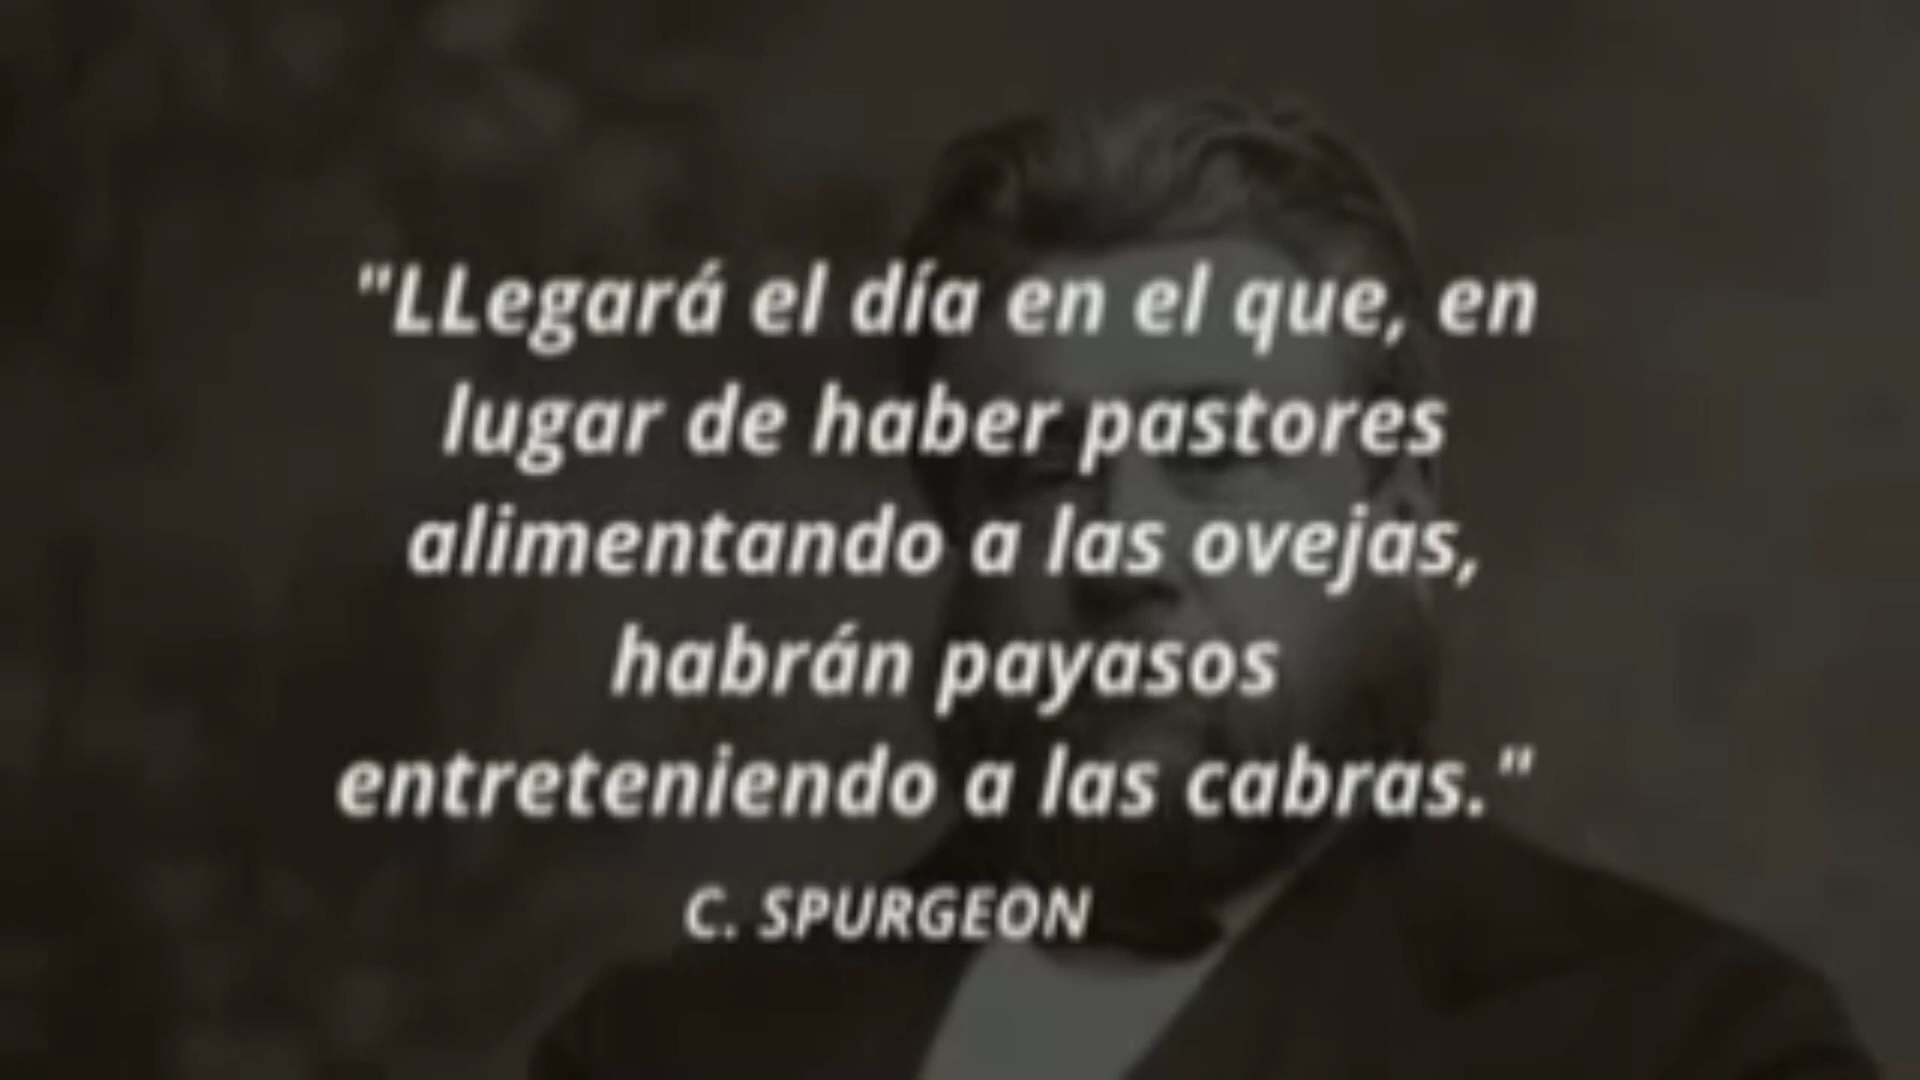 "LLegará el día en el que, en
lugar de haber pastores
alimentando a las ovejas,
habrán payasos
entreteniendo a las cabras."
C. SPURGEON